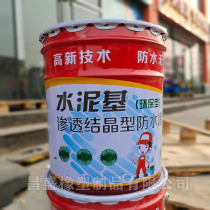 高新技术 防水
水泥基(环保型)
渗透结晶型防水
昌盛橡塑制品有限公司